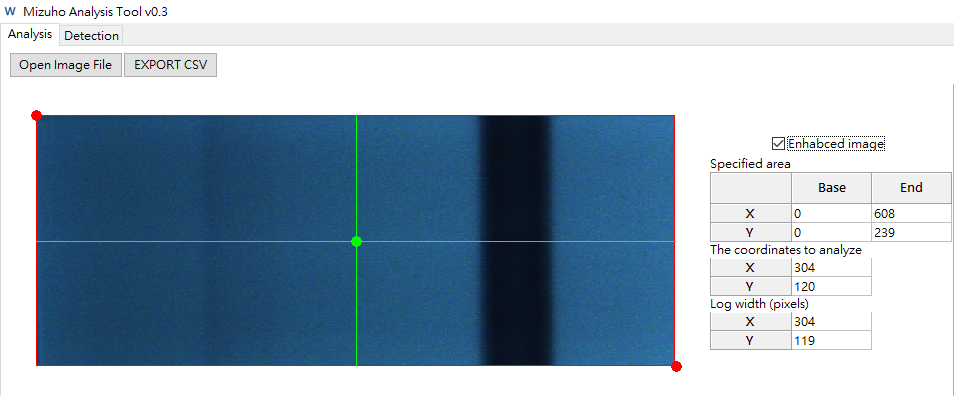 W Mizuho Analysis Tool v0.3
Analysis Detection
Open Image File EXPORT CSV
Enhabced image
Specified area
Base End
X 0 608
Y 0 239
The coordinates to analyze
X 304
Y 120
Log width (pixels)
X 304
Y 119